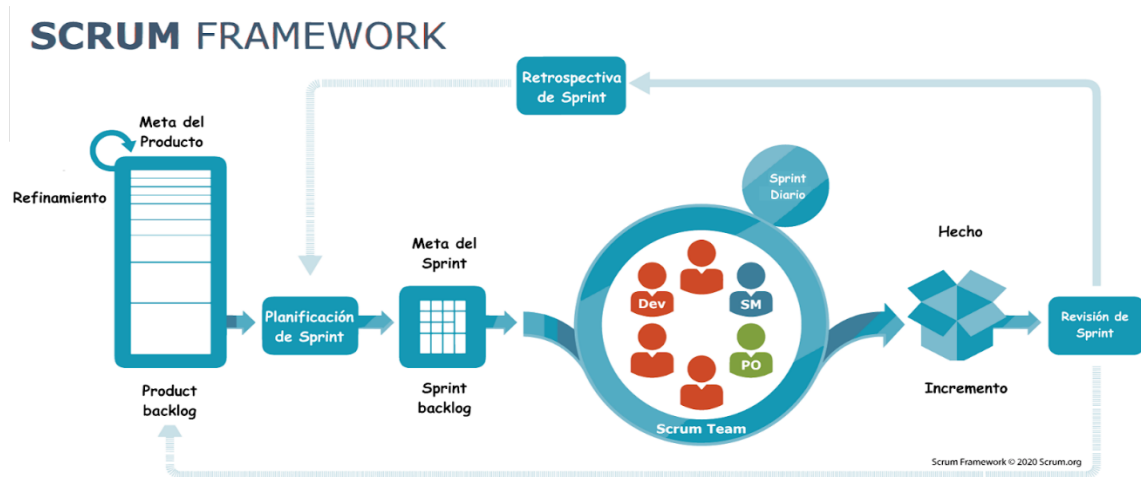 SCRUM FRAMEWORK
Retrospectiva
de Sprint
Meta del
Producto
Refinamiento
Sprint
Diario
Meta del
Sprint
Hecho
Dev
SM
Planificación
de Sprint
Revisión de
Sprint
PO
Product
backlog
Sprint
backlog
Incremento
Scrum Team
Scrum Framework © 2020 Scrum.org